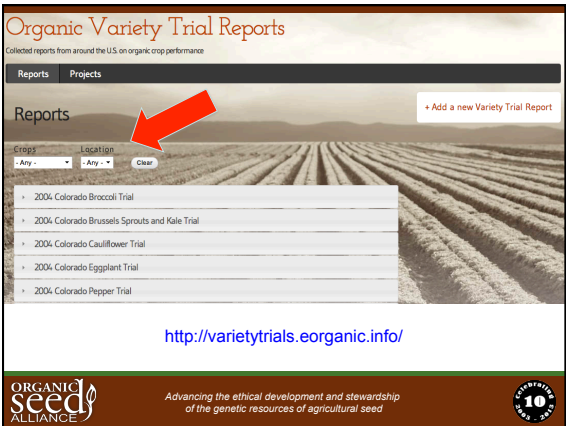 Organic Variety Trial Reports
Collected reports from around the U.S. on organic crop performance
Reports Projects
Reports
+ Add a new Variety Trial Report
Crops Location
- Any - - Any - Clear
2004 Colorado Broccoli Trial
2004 Colorado Brussels Sprouts and Kale Trial
2004 Colorado Cauliflower Trial
2004 Colorado Eggplant Trial
2004 Colorado Pepper Trial
http://varietytrials.eorganic.info/
ORGANIC
seed
ALLIANCE
Advancing the ethical development and stewardship
of the genetic resources of agricultural seed
celebrating
10
2003 - 2013